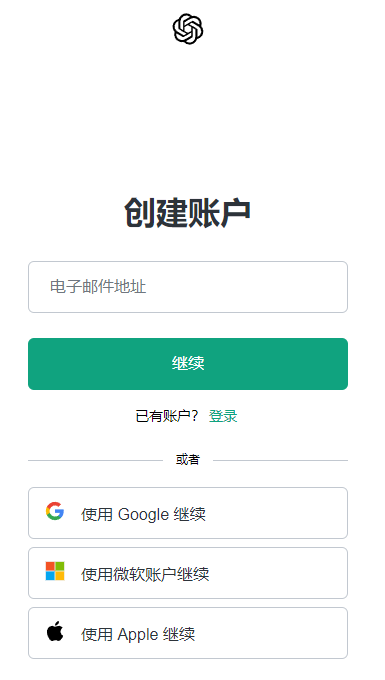 创建账户
电子邮件地址
继续
已有账户？ 登录
或者
使用 Google 继续
使用微软账户继续
使用 Apple 继续